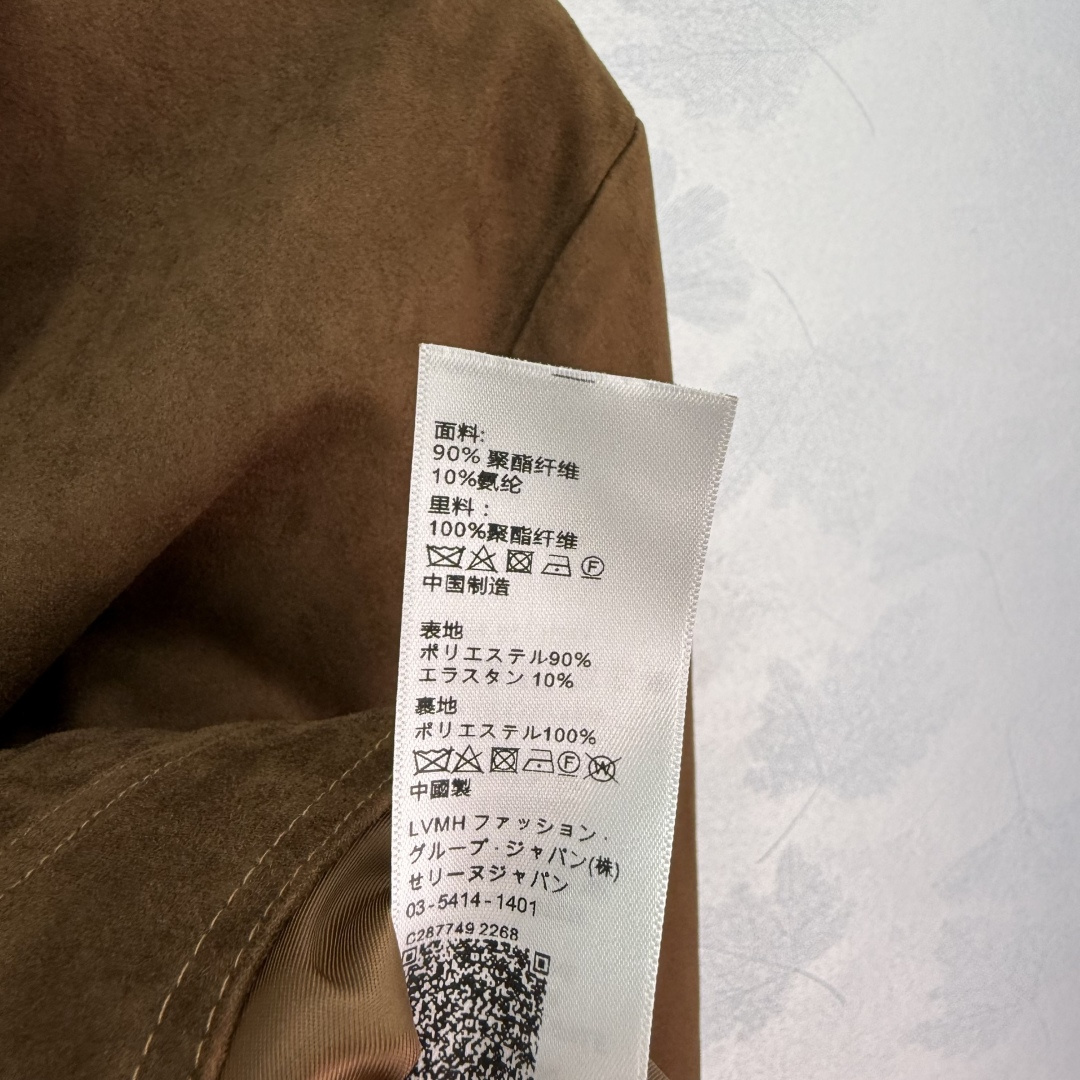 面料:
90% 聚酯纤维
10%氨纶
里料：
100%聚酯纤维
F
中国制造
表地
ポリエステル90%
エラスタン 10%
裏地
ポリエステル100%
F W
中國製
LVMH ファッション・
グループ・ジャパン(株)
せリーヌジャパン
03-5414-1401
C287749 2268